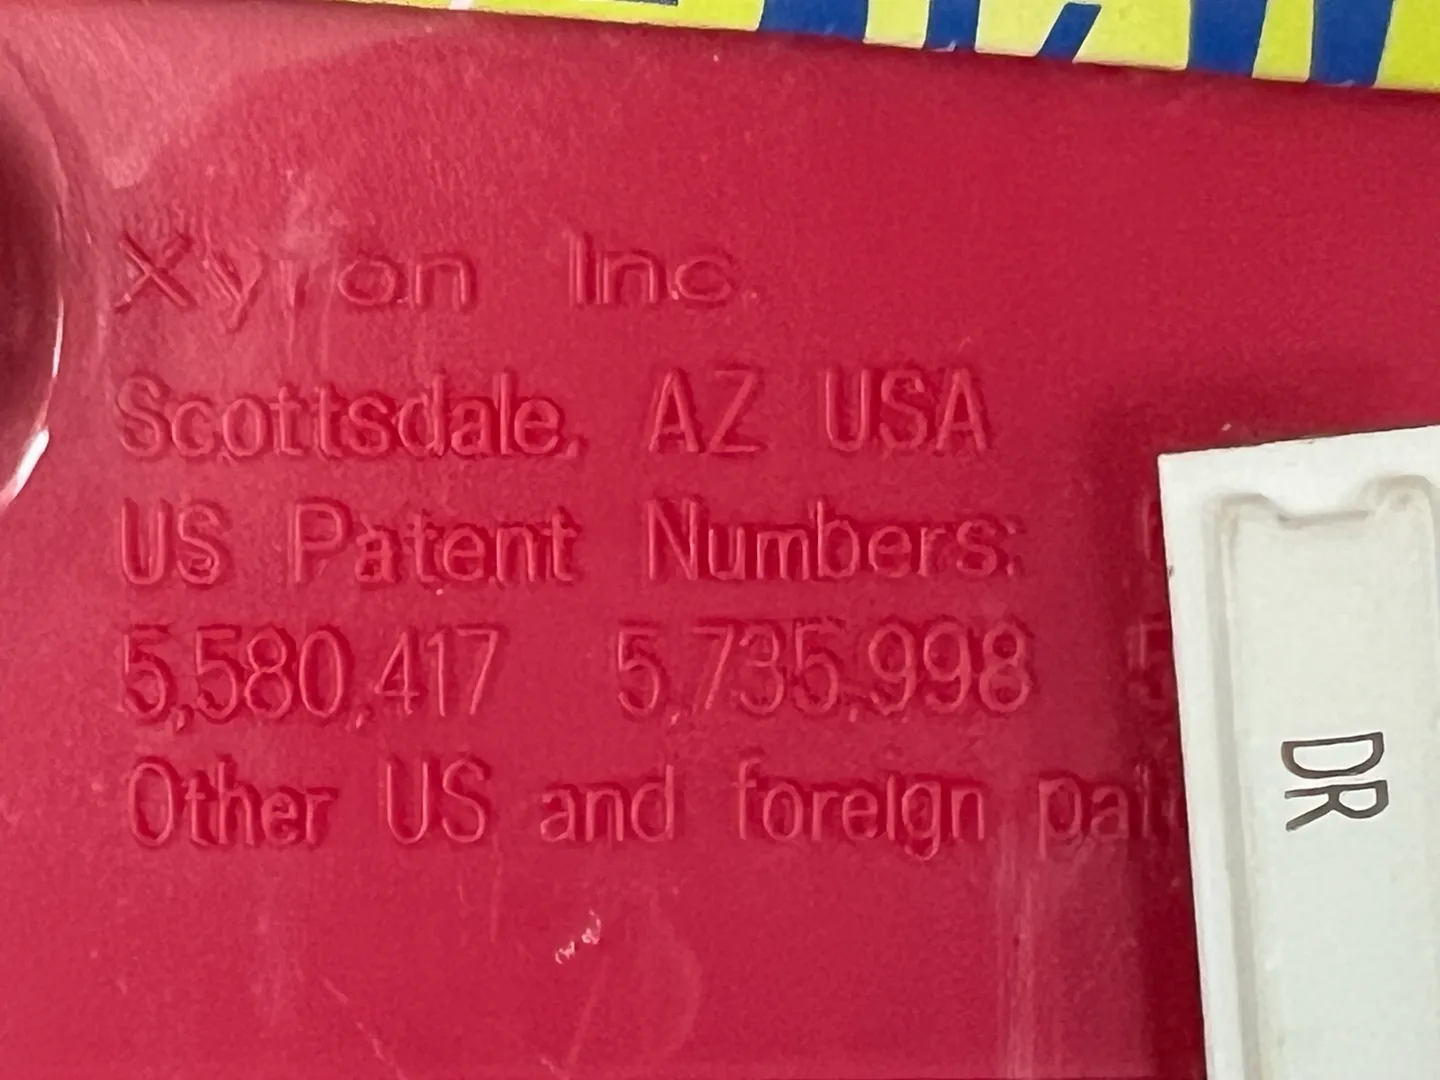 Xyron Inc.
Scottsdale, AZ USA
US Patent Numbers:
5,580,417 5,735,998
Other US and foreign
DR